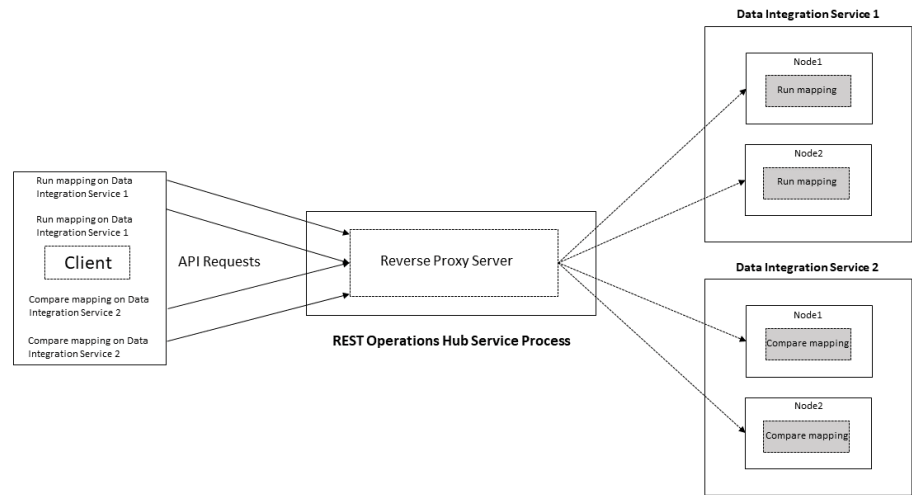 Data Integration Service 1
Node1
Run mapping
Node2
Run mapping
Run mapping on Data
Integration Service 1
Run mapping on Data
Integration Service 1
Client
Compare mapping on Data
Integration Service 2
Compare mapping on Data
Integration Service 2
API Requests
Reverse Proxy Server
REST Operations Hub Service Process
Data Integration Service 2
Node1
Compare mapping
Node2
Compare mapping